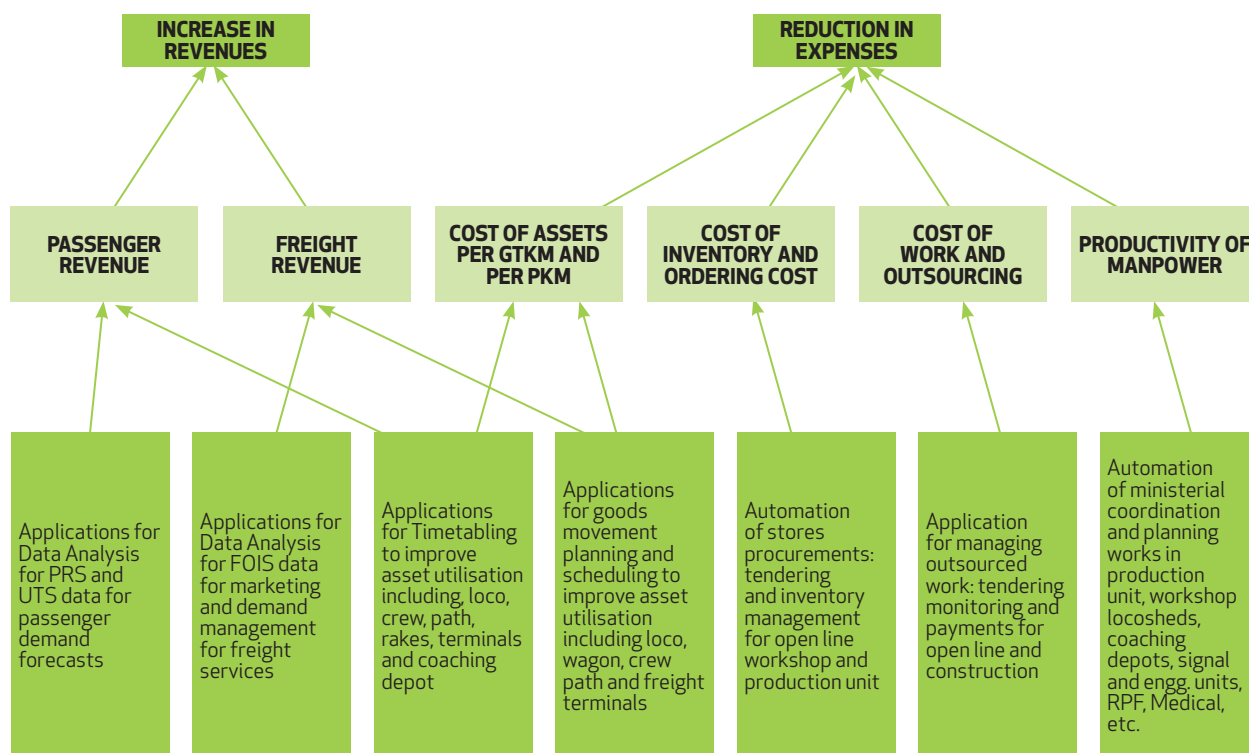 INCREASE IN
REVENUES
REDUCTION IN
EXPENSES
PASSENGER
REVENUE
FREIGHT
REVENUE
COST OF ASSETS
PER GTKM AND
PER PKM
COST OF
INVENTORY AND
ORDERING COST
COST OF
WORK AND
OUTSOURCING
PRODUCTIVITY OF
MANPOWER
Applications for
Data Analysis
for PRS and
UTS data for
passenger
demand
forecasts
Applications for
Data Analysis
for FOIS data
for marketing
and demand
management
for freight
services
Applications
for Timetabling
to improve
asset utilisation
including, loco,
crew, path,
rakes, terminals
and coaching
depot
Applications
for goods
movement
planning and
scheduling to
improve asset
utilisation
including loco,
wagon, crew
path and freight
terminals
Automation
of stores
procurements:
tendering
and inventory
management
for open line
workshop and
production unit
Application
for managing
outsourced
work: tendering
monitoring and
payments for
open line and
construction
Automation
of ministerial
coordination
and planning
works in
production
unit, workshop
locosheds,
coaching
depots, signal
and engg. units,
RPF, Medical,
etc.